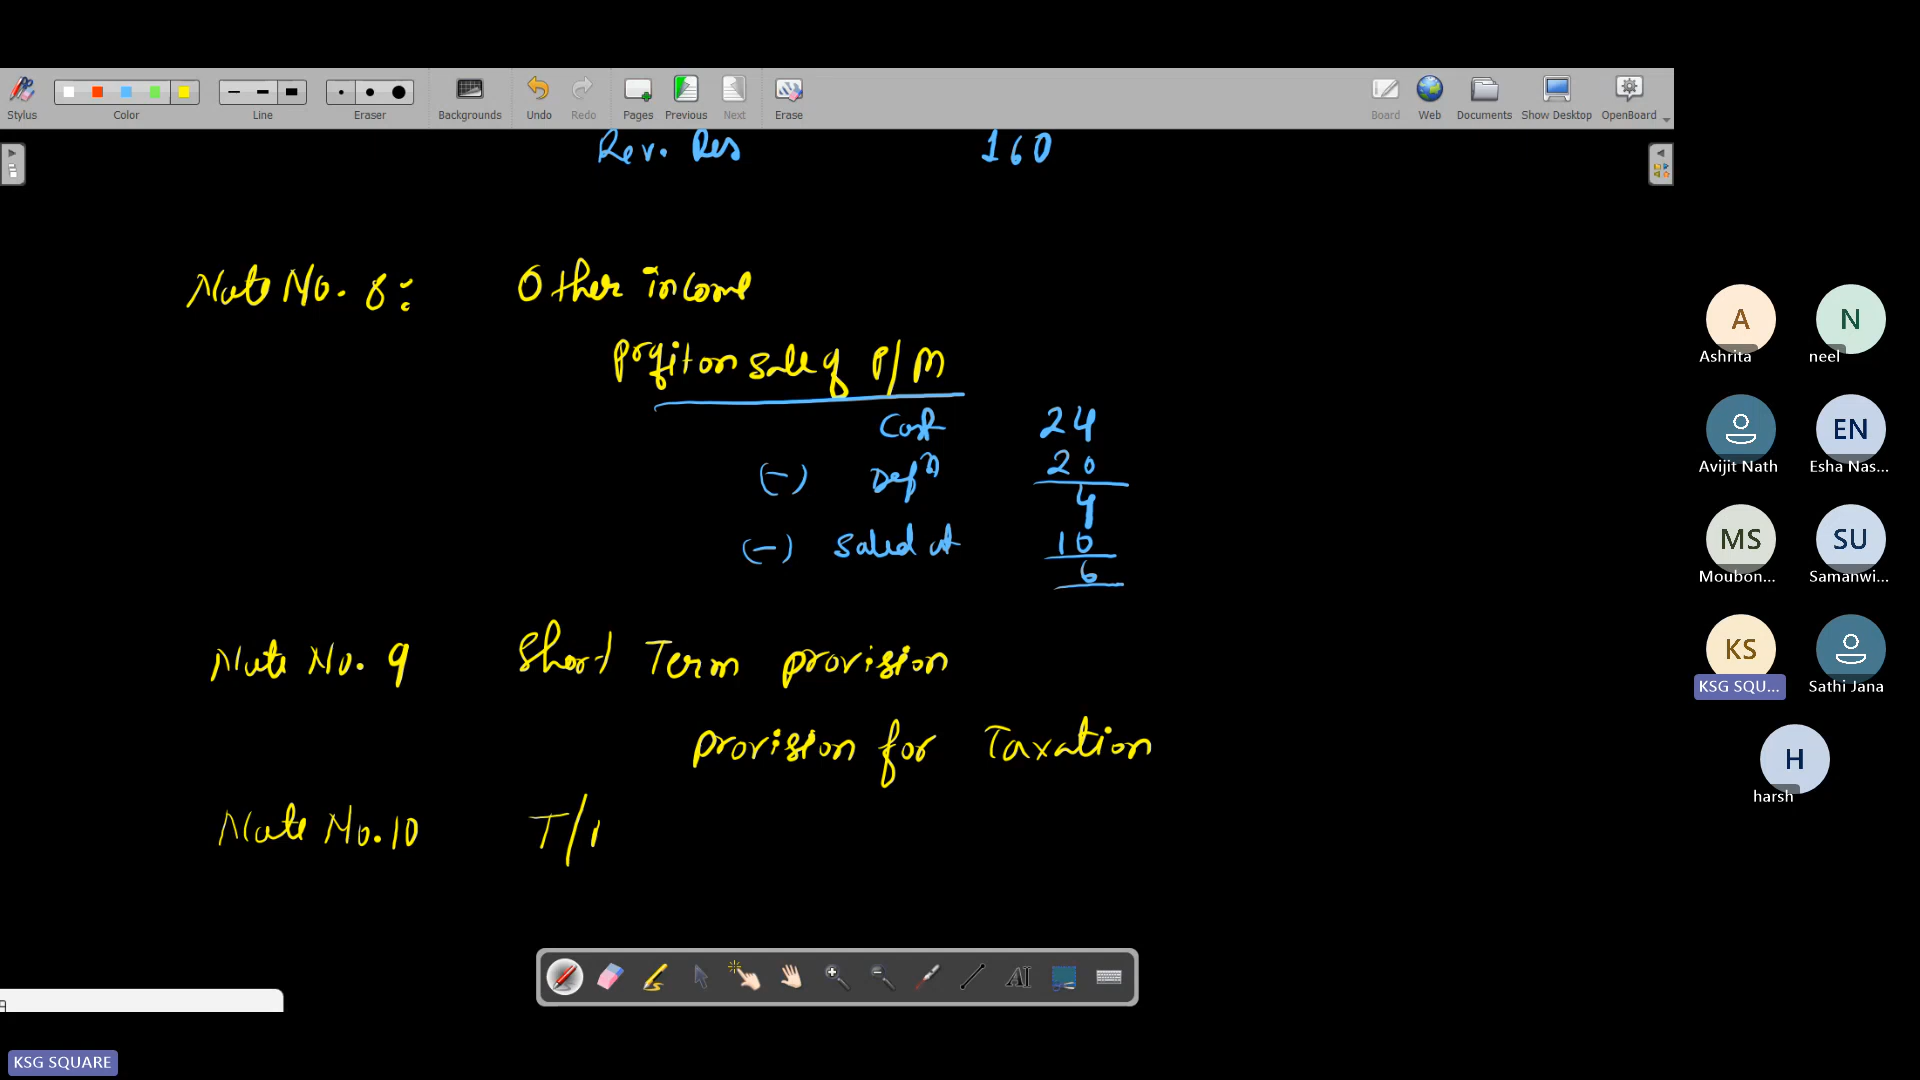 Stylus Color Line Eraser Backgrounds Undo Redo Pages Previous Next Erase Board Web Documents Show Desktop OpenBoard
Rev. Res 160
Note No. 8: Other income
Profit on sale of P/M
Cost 24
(-) Depn 20
4
(-) Saled at 10
6
Note No. 9 Short Term provision
provision for Taxation
Note No. 10 T/
A N
Ashrita neel
EN
Avijit Nath Esha Nas...
MS SU
Moubon... Samanwi...
KS
KSG SQU... Sathi Jana
H
harsh
AI
KSG SQUARE